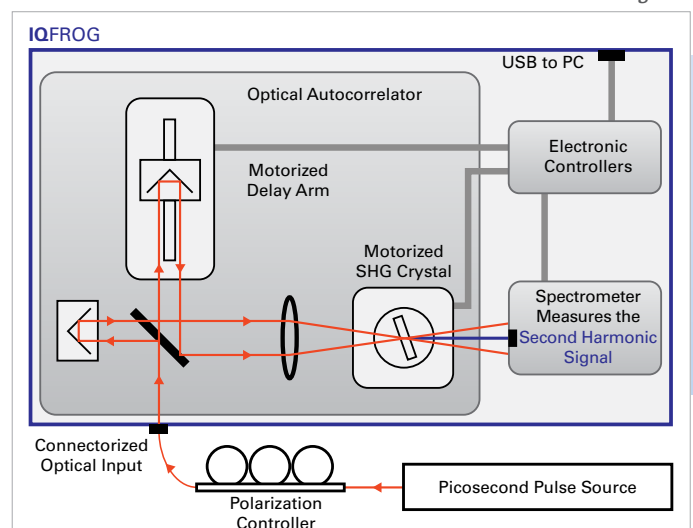 IQFROG
USB to PC
Optical Autocorrelator
Electronic
Controllers
Motorized
Delay Arm
Motorized
SHG Crystal
Spectrometer
Measures the
Second Harmonic
Signal
Connectorized
Optical Input
Polarization
Controller
Picosecond Pulse Source